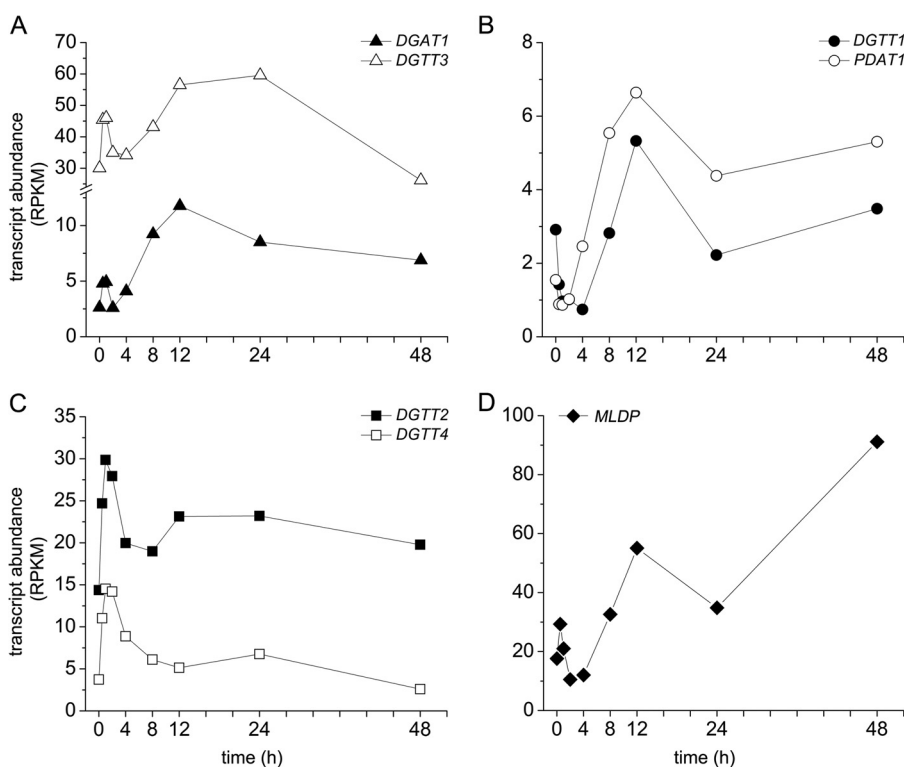 A
DGAT1
DGTT3
transcript abundance
(RPKM)
70
60
50
40
30
10
5
0
0 4 8 12 24 48
B
DGTT1
PDAT1
8
6
4
2
0
0 4 8 12 24 48
C
DGTT2
DGTT4
transcript abundance
(RPKM)
35
30
25
20
15
10
5
0
0 4 8 12 24 48
time (h)
D
MLDP
100
80
60
40
20
0
0 4 8 12 24 48
time (h)